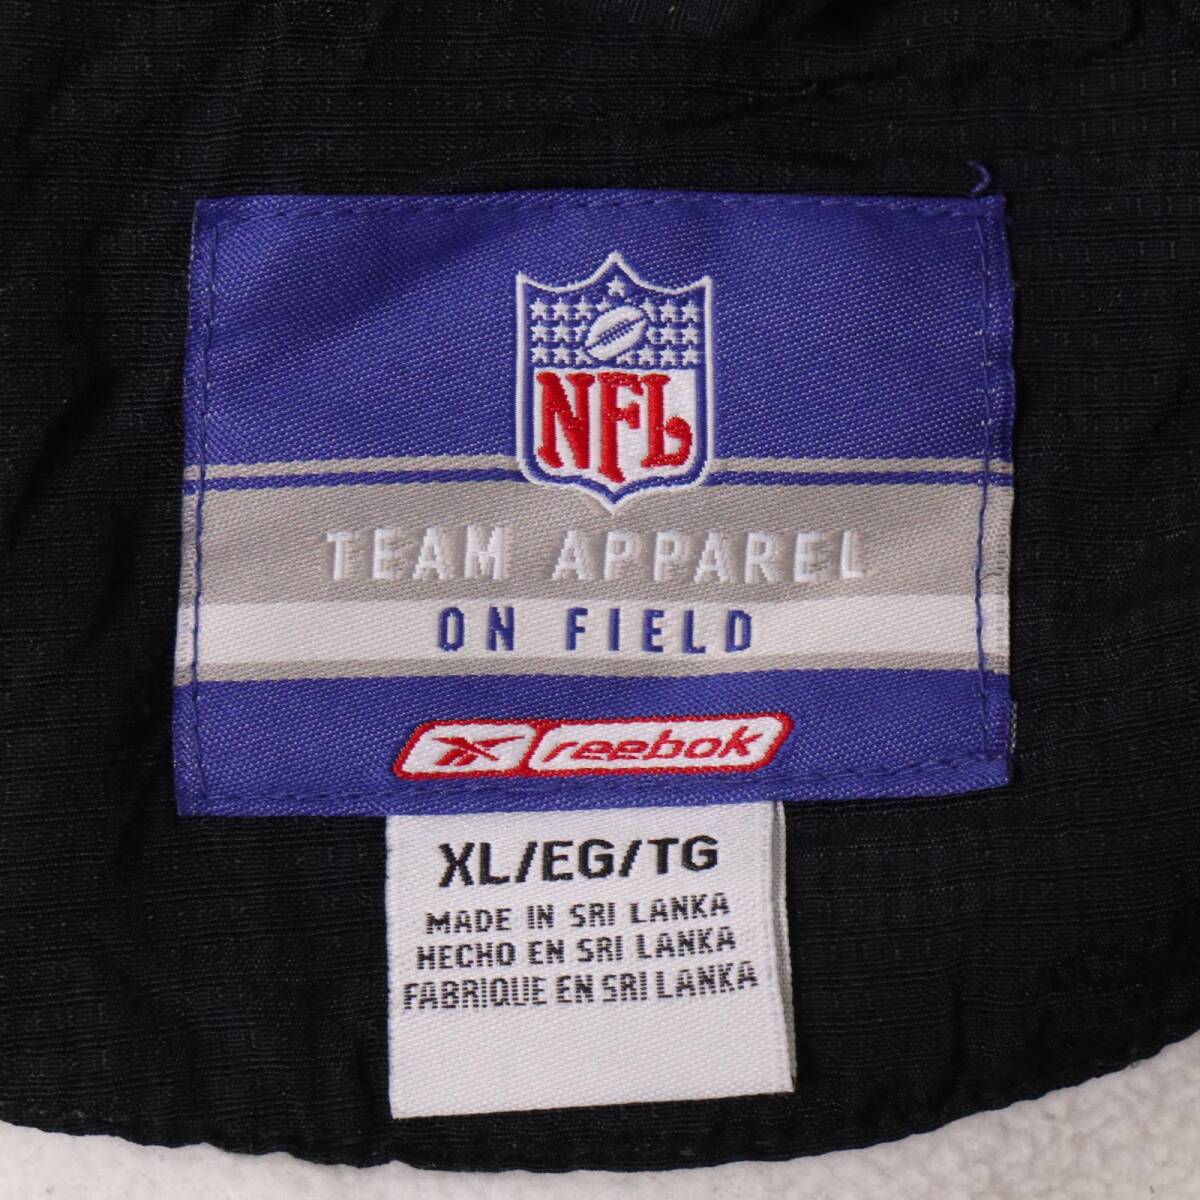 NFL
TEAM APPAREL
ON FIELD
reebok
XL/EG/TG
MADE IN SRI LANKA
HECHO EN SRI LANKA
FABRIQUE EN SRI LANKA